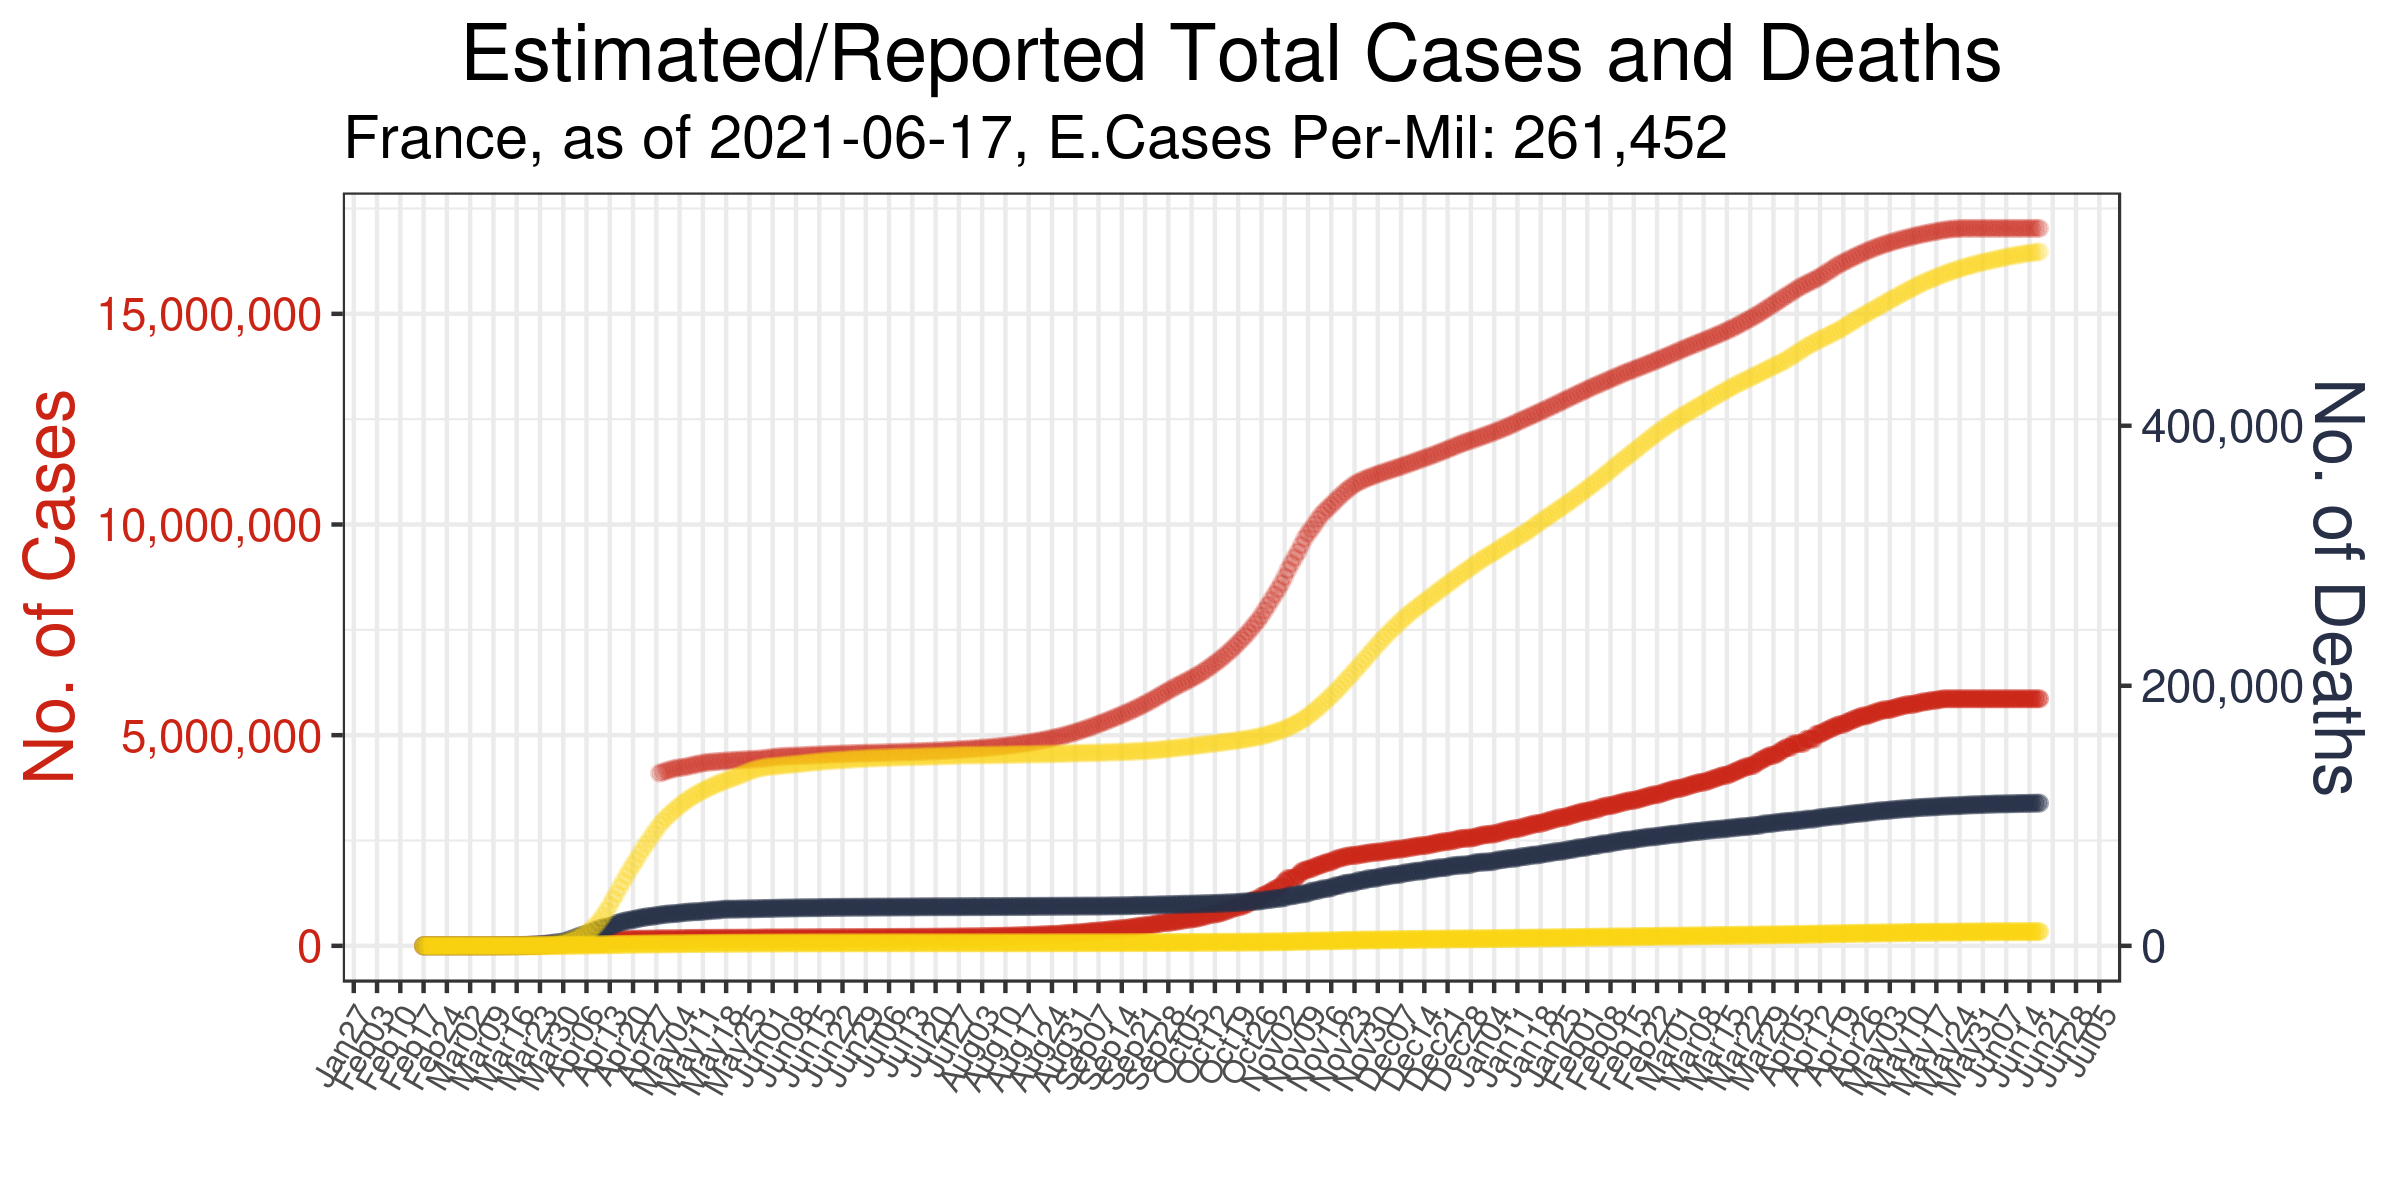 Estimated/Reported Total Cases and Deaths
France, as of 2021-06-17, E.Cases Per-Mil: 261,452
No. of Cases
15,000,000
10,000,000
5,000,000
0
400,000
200,000
0
No. of Deaths
Jan27
Feb03
Feb10
Feb17
Feb24
Mar02
Mar09
Mar16
Mar23
Mar30
Apr06
Apr13
Apr20
Apr27
May04
May11
May18
May25
Jun01
Jun08
Jun15
Jun22
Jun29
Jul06
Jul13
Jul20
Jul27
Aug03
Aug10
Aug17
Aug24
Aug31
Sep07
Sep14
Sep21
Sep28
Oct05
Oct12
Oct19
Oct26
Nov02
Nov09
Nov16
Nov23
Nov30
Dec07
Dec14
Dec21
Dec28
Jan04
Jan11
Jan18
Jan25
Feb01
Feb08
Feb15
Feb22
Mar01
Mar08
Mar15
Mar22
Mar29
Apr05
Apr12
Apr19
Apr26
May03
May10
May17
May24
May31
Jun07
Jun14
Jun21
Jun28
Jul05